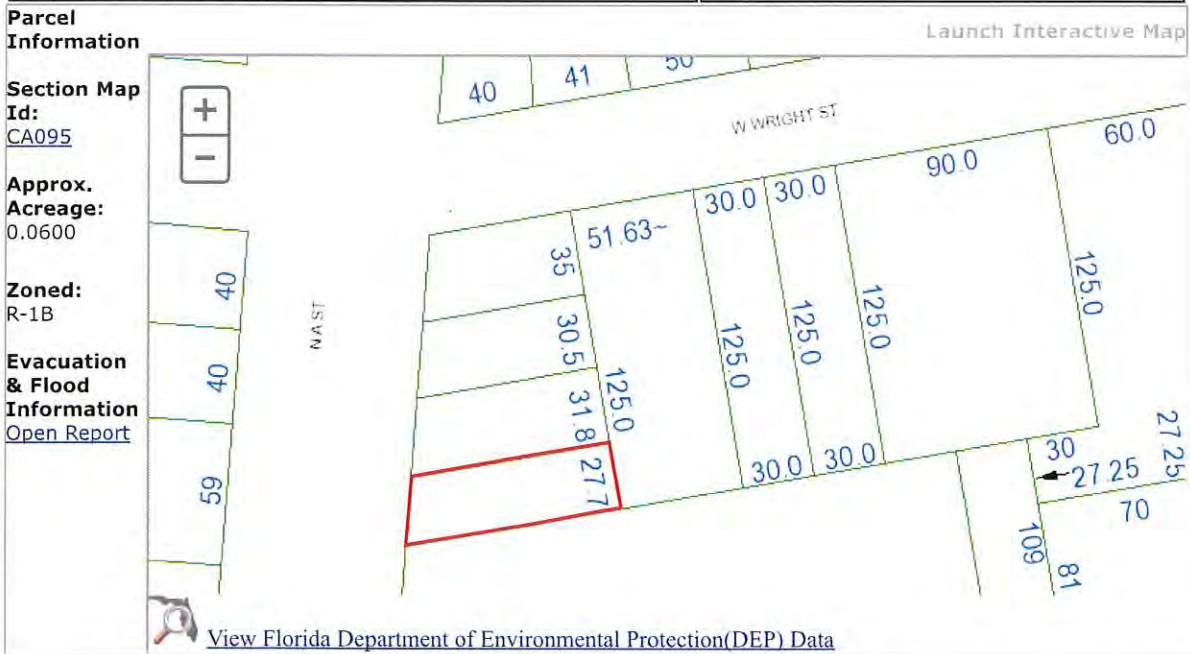 Parcel
Information
Launch Interactive Map
Section Map
Id:
CA095
Approx.
Acreage:
0.0600
Zoned:
R-1B
Evacuation
& Flood
Information
Open Report
+
−
40
41
50
W WRIGHT ST
60.0
90.0
30.0
30.0
51.63~
35
40
N A ST
30.5
125.0
125.0
125.0
125.0
125.0
40
31.8
27.7
59
30.0
30.0
30
27.25
27.25
70
109
81
View Florida Department of Environmental Protection(DEP) Data